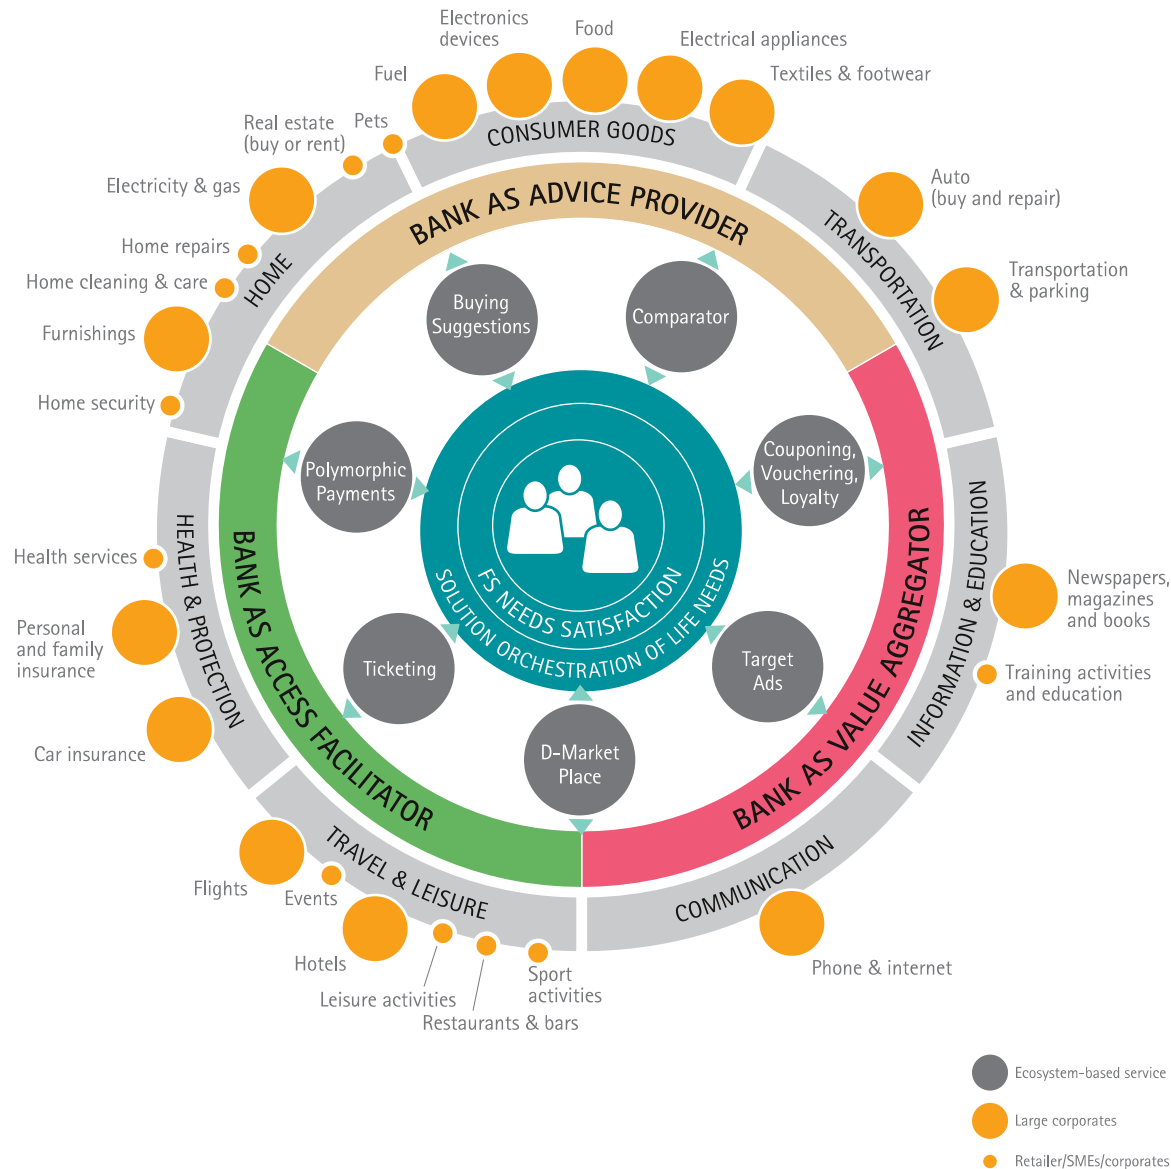 Electronics
devices
Food
Electrical appliances
Fuel
Textiles & footwear
Pets
Real estate
(buy or rent)
Electricity & gas
Home repairs
Home cleaning & care
Furnishings
Home security
CONSUMER GOODS
HOME
TRANSPORTATION
Auto
(buy and repair)
Transportation
& parking
BANK AS ADVICE PROVIDER
Buying
Suggestions
Comparator
Polymorphic
Payments
Couponing,
Vouchering,
Loyalty
Ticketing
Target
Ads
D-Market
Place
FS NEEDS SATISFACTION
SOLUTION ORCHESTRATION OF LIFE NEEDS
BANK AS ACCESS FACILITATOR
BANK AS VALUE AGGREGATOR
HEALTH & PROTECTION
Health services
Personal
and family
insurance
Car insurance
INFORMATION & EDUCATION
Newspapers,
magazines
and books
Training activities
and education
TRAVEL & LEISURE
Flights
Events
Hotels
Leisure activities
Restaurants & bars
Sport
activities
COMMUNICATION
Phone & internet
Ecosystem-based service
Large corporates
Retailer/SMEs/corporates